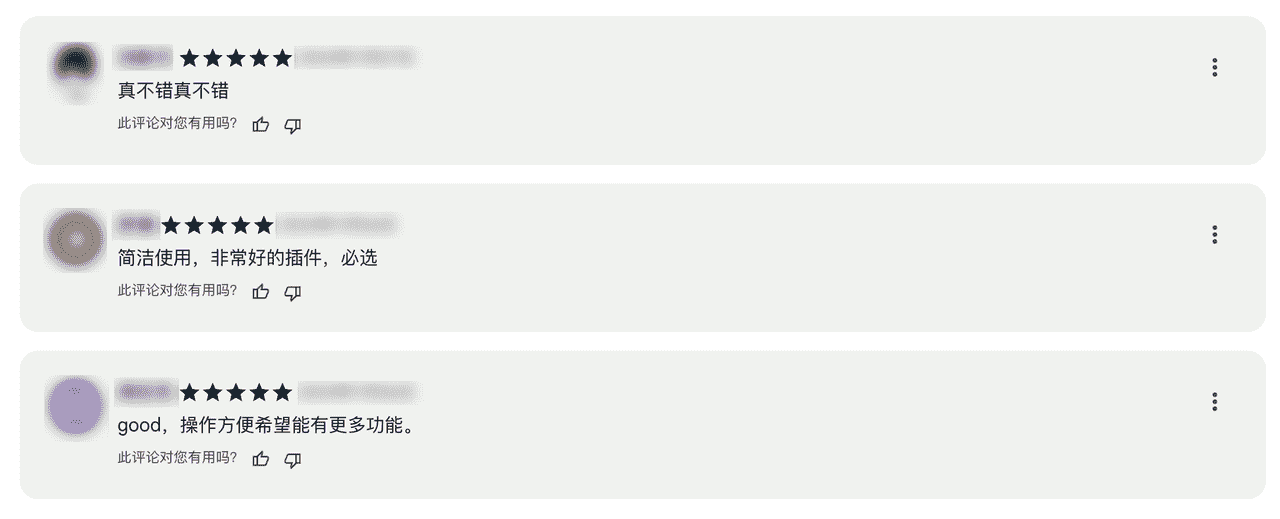 ★★★★★
真不错真不错
此评论对您有用吗?
★★★★★
简洁使用，非常好的插件，必选
此评论对您有用吗?
★★★★★
good，操作方便希望能有更多功能。
此评论对您有用吗?